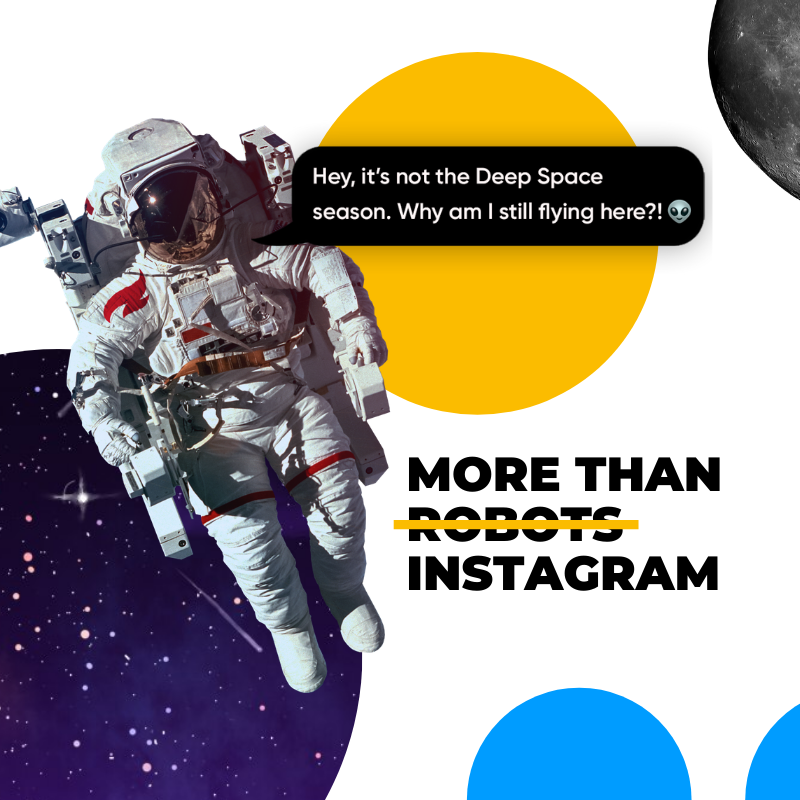 Hey, it's not the Deep Space
season. Why am I still flying here?! 👽
MORE THAN
ROBOTS
INSTAGRAM